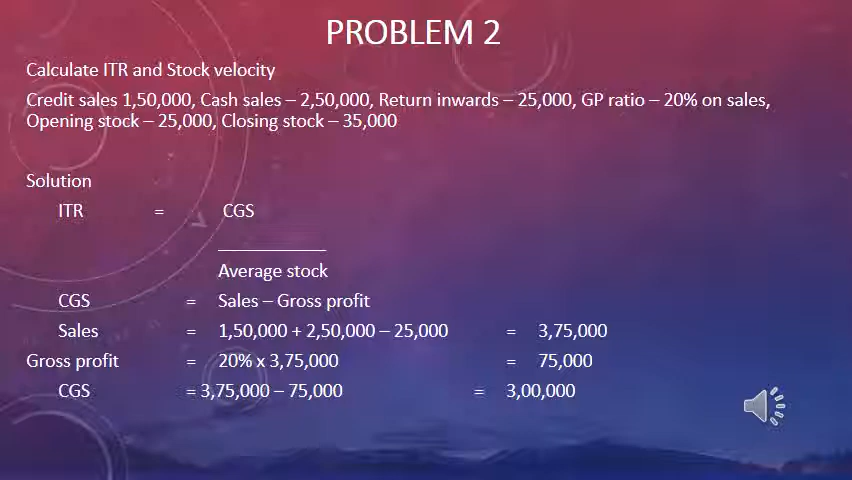 PROBLEM 2
Calculate ITR and Stock velocity
Credit sales 1,50,000, Cash sales – 2,50,000, Return inwards – 25,000, GP ratio – 20% on sales,
Opening stock – 25,000, Closing stock – 35,000
Solution
ITR = CGS
____________
Average stock
CGS = Sales – Gross profit
Sales = 1,50,000 + 2,50,000 – 25,000 = 3,75,000
Gross profit = 20% x 3,75,000 = 75,000
CGS = 3,75,000 – 75,000 = 3,00,000